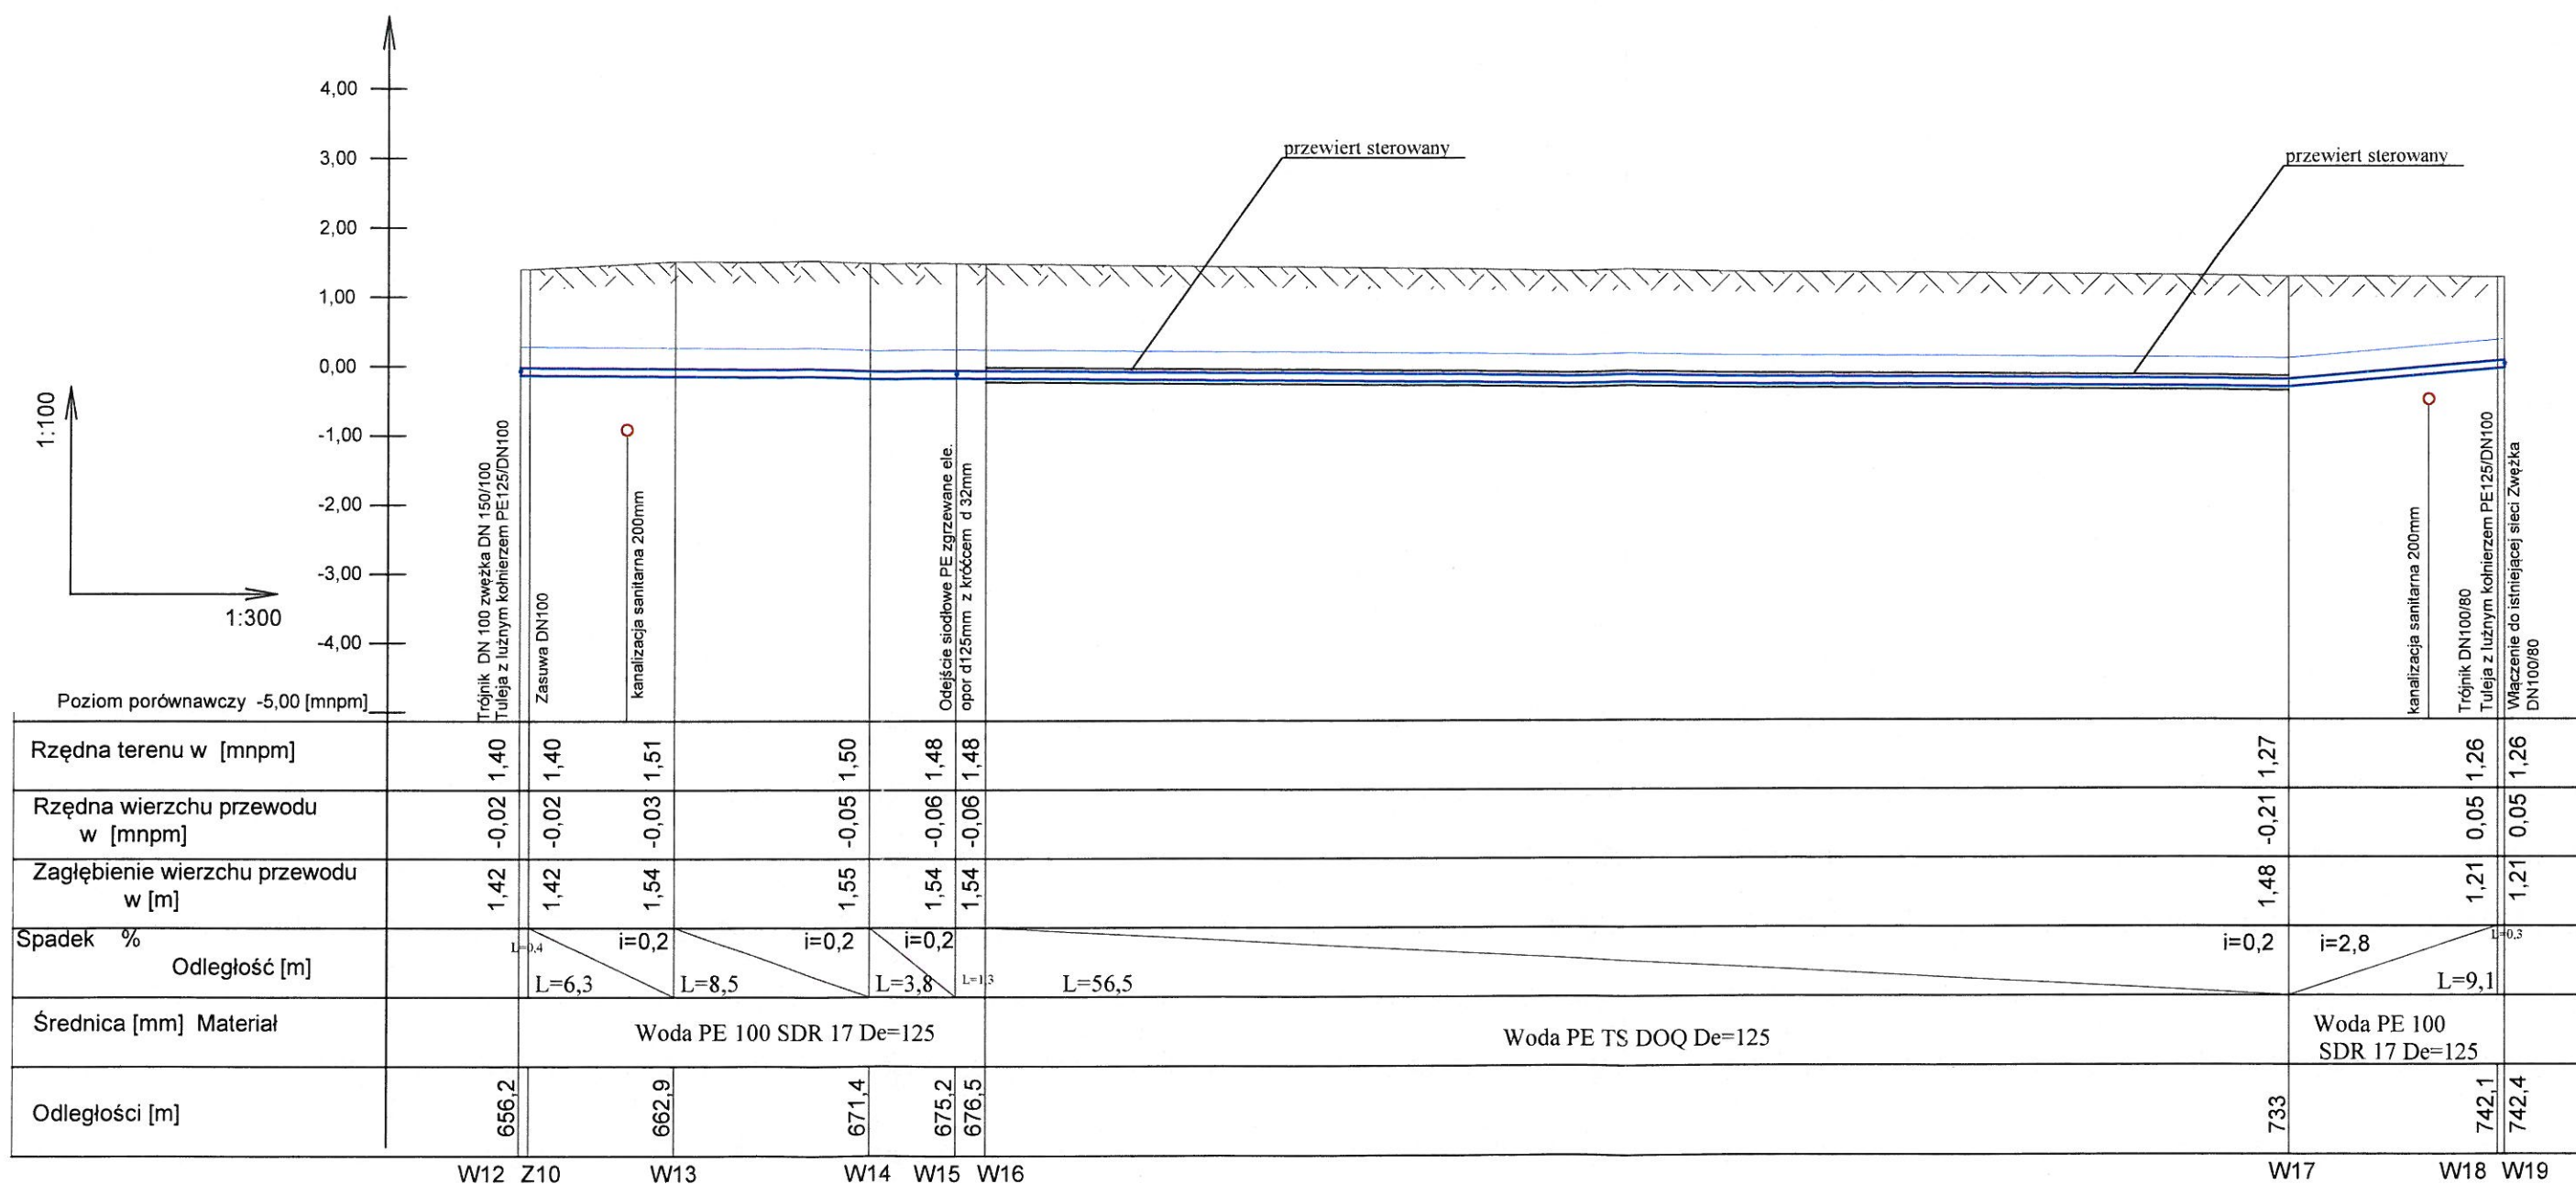 4,00
3,00
2,00
1,00
0,00
-1,00
-2,00
-3,00
-4,00
1:100
1:300
przewiert sterowany
przewiert sterowany
Trójnik DN 100 zwężka DN 150/100
Tuleja z luźnym kołnierzem PE125/DN100
Zasuwa DN100
kanalizacja sanitarna 200mm
Odejście siodłowe PE zgrzewane ele.
opor d125mm z króćcem d 32mm
kanalizacja sanitarna 200mm
Trójnik DN100/80
Tuleja z luźnym kołnierzem PE125/DN100
Włączenie do istniejącej sieci Zwężka
DN100/80
Poziom porównawczy -5,00 [mnpm]
Rzędna terenu w [mnpm]
1,40 1,40 1,51 1,50 1,48 1,48 1,27 1,26 1,26
Rzędna wierzchu przewodu
w [mnpm]
-0,02 -0,02 -0,03 -0,05 -0,06 -0,06 -0,21 0,05 0,05
Zagłębienie wierzchu przewodu
w [m]
1,42 1,42 1,54 1,55 1,54 1,54 1,48 1,21 1,21
Spadek %
Odległość [m]
i=0,2 i=0,2 i=0,2 i=0,2 i=2,8
L=0,4 L=6,3 L=8,5 L=3,8 L=1,3 L=56,5 L=9,1 L=0,3
Średnica [mm] Materiał
Woda PE 100 SDR 17 De=125
Woda PE TS DOQ De=125
Woda PE 100
SDR 17 De=125
Odległości [m]
656,2 662,9 671,4 675,2 676,5 733 742,1 742,4
W12 Z10 W13 W14 W15 W16 W17 W18 W19